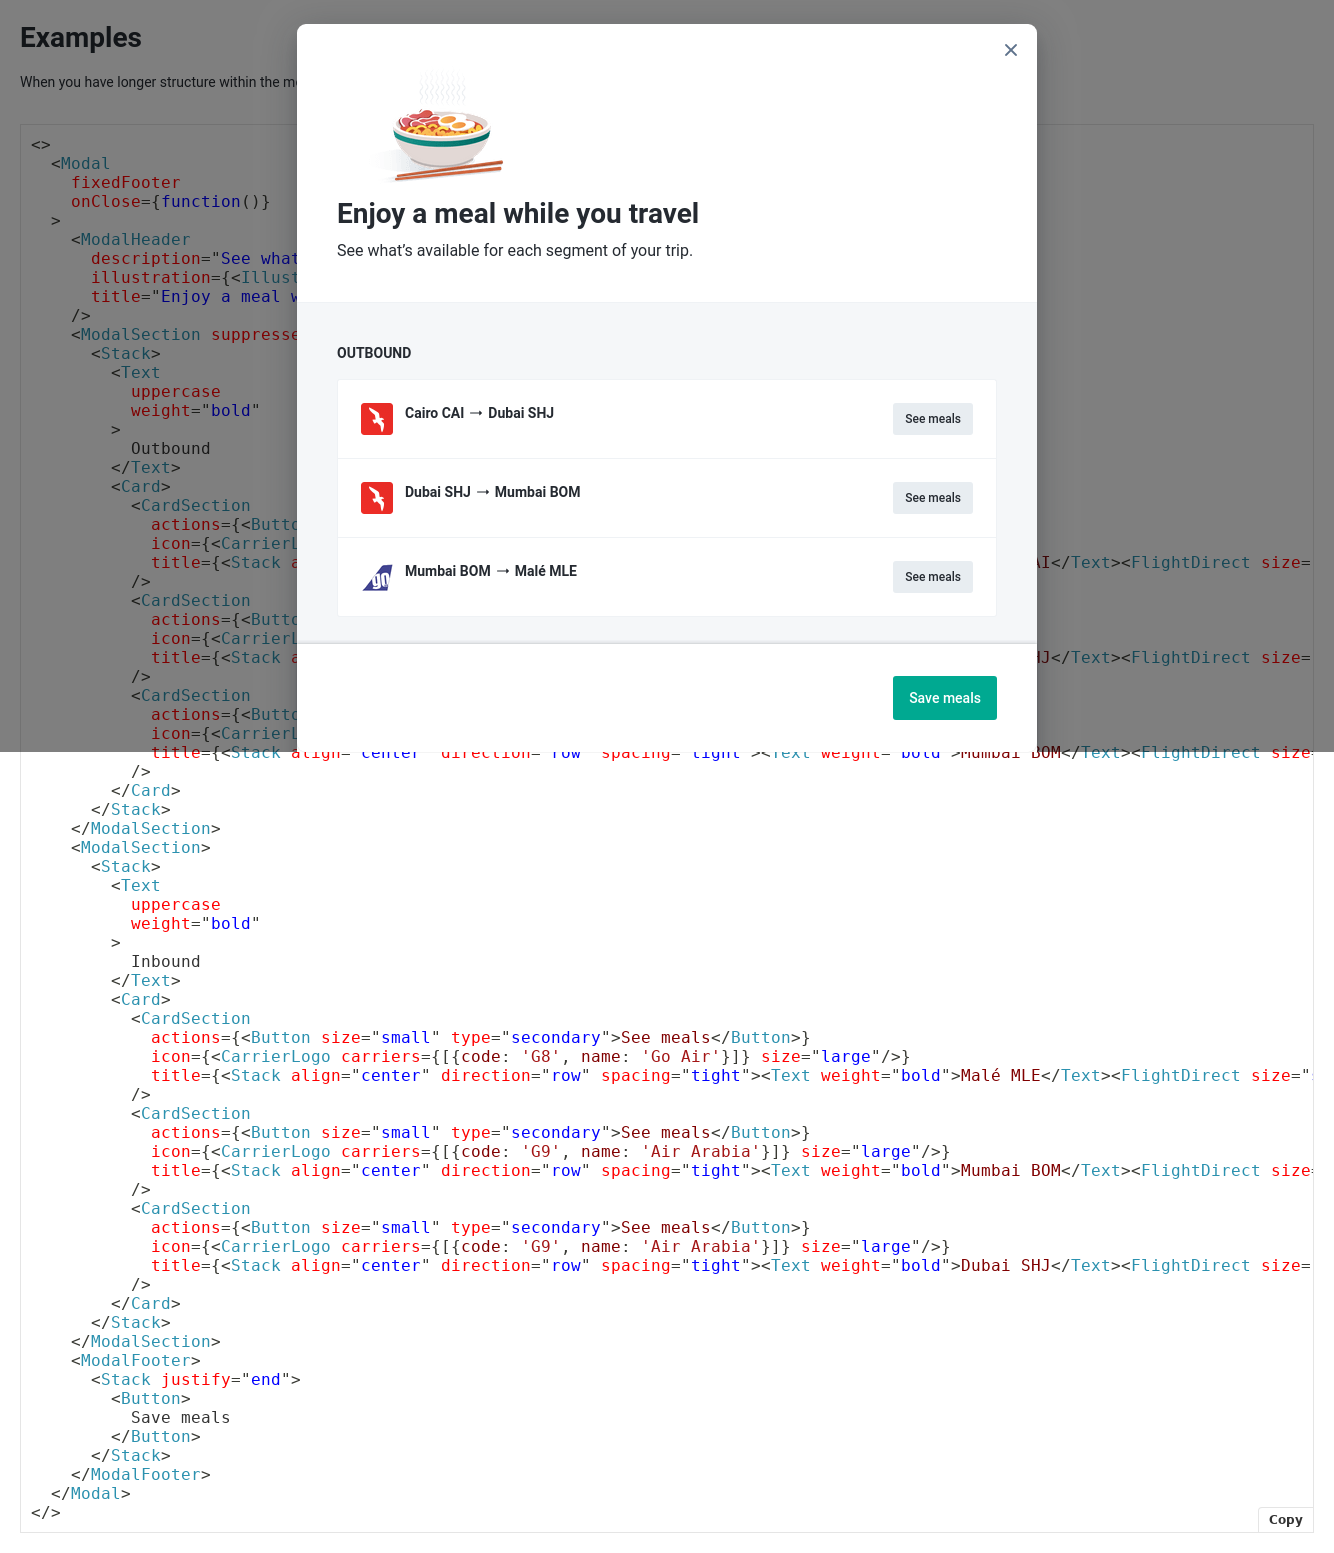 Examples
When you have longer structure within the
Enjoy a meal while you travel
See what’s available for each segment of your trip.
OUTBOUND
Cairo CAI → Dubai SHJ
See meals
Dubai SHJ → Mumbai BOM
See meals
go
Mumbai BOM → Malé MLE
See meals
Save meals
<>
<Modal
fixedFooter
onClose={function()}
>
<ModalHeader
description="See what
illustration={<Illust
title="Enjoy a meal w
/>
<ModalSection suppresse
<Stack>
<Text
uppercase
weight="bold"
>
Outbound
</Text>
<Card>
<CardSection
actions={<Butto
icon={<CarrierL
title={<Stack a AI</Text><FlightDirect size=
/>
<CardSection
actions={<Butto
icon={<CarrierL
title={<Stack a HJ</Text><FlightDirect size=
/>
<CardSection
actions={<Butto
icon={<CarrierL
title={<Stack align="center" direction="row" spacing="tight"><Text weight="bold">Mumbai BOM</Text><FlightDirect size=
/>
</Card>
</Stack>
</ModalSection>
<ModalSection>
<Stack>
<Text
uppercase
weight="bold"
>
Inbound
</Text>
<Card>
<CardSection
actions={<Button size="small" type="secondary">See meals</Button>}
icon={<CarrierLogo carriers={[{code: 'G8', name: 'Go Air'}]} size="large"/>}
title={<Stack align="center" direction="row" spacing="tight"><Text weight="bold">Malé MLE</Text><FlightDirect size="
/>
<CardSection
actions={<Button size="small" type="secondary">See meals</Button>}
icon={<CarrierLogo carriers={[{code: 'G9', name: 'Air Arabia'}]} size="large"/>}
title={<Stack align="center" direction="row" spacing="tight"><Text weight="bold">Mumbai BOM</Text><FlightDirect size=
/>
<CardSection
actions={<Button size="small" type="secondary">See meals</Button>}
icon={<CarrierLogo carriers={[{code: 'G9', name: 'Air Arabia'}]} size="large"/>}
title={<Stack align="center" direction="row" spacing="tight"><Text weight="bold">Dubai SHJ</Text><FlightDirect size=
/>
</Card>
</Stack>
</ModalSection>
<ModalFooter>
<Stack justify="end">
<Button>
Save meals
</Button>
</Stack>
</ModalFooter>
</Modal>
</>
Copy